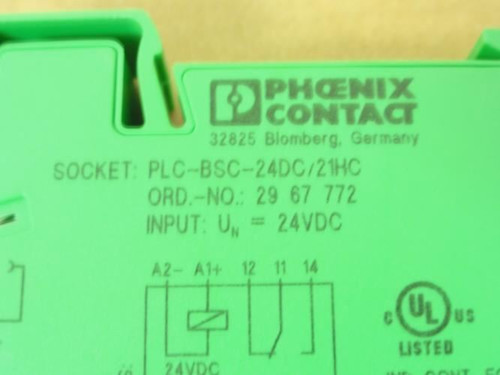 PHŒNIX
CONTACT
32825 Blomberg, Germany
SOCKET: PLC-BSC-24DC/21HC
ORD.-NO.: 29 67 772
INPUT: UN = 24VDC
A2- A1+ 12 11 14
24VDC
C UL US
LISTED